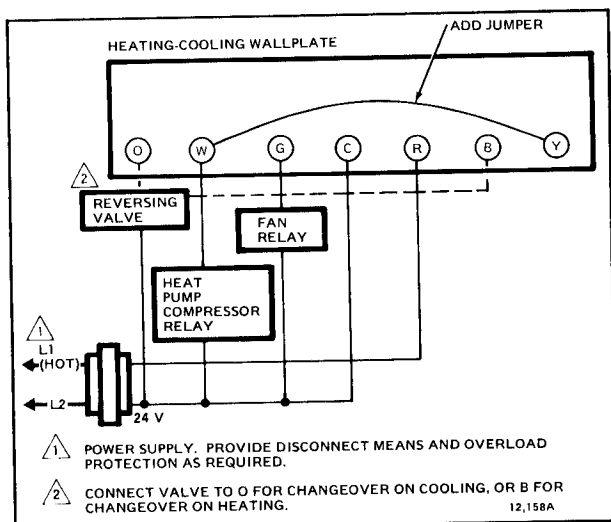 ADD JUMPER
HEATING-COOLING WALLPLATE
O W G C R B Y
2
REVERSING
VALVE
FAN
RELAY
HEAT
PUMP
COMPRESSOR
RELAY
1
L1
(HOT)
L2
24 V
1 POWER SUPPLY. PROVIDE DISCONNECT MEANS AND OVERLOAD
PROTECTION AS REQUIRED.
2 CONNECT VALVE TO O FOR CHANGEOVER ON COOLING, OR B FOR
CHANGEOVER ON HEATING.
12,158A